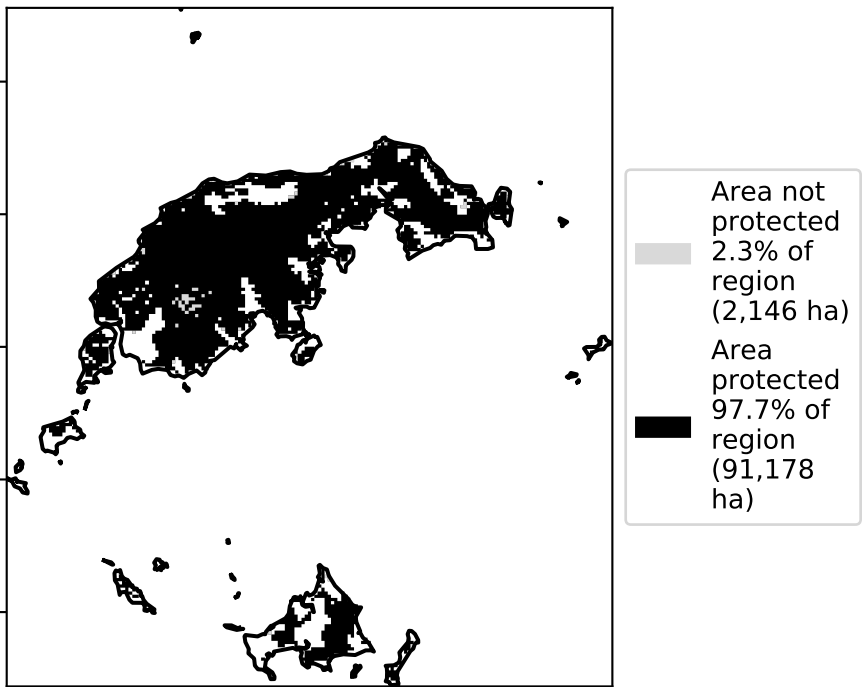 Area not
protected
2.3% of
region
(2,146 ha)
Area
protected
97.7% of
region
(91,178
ha)